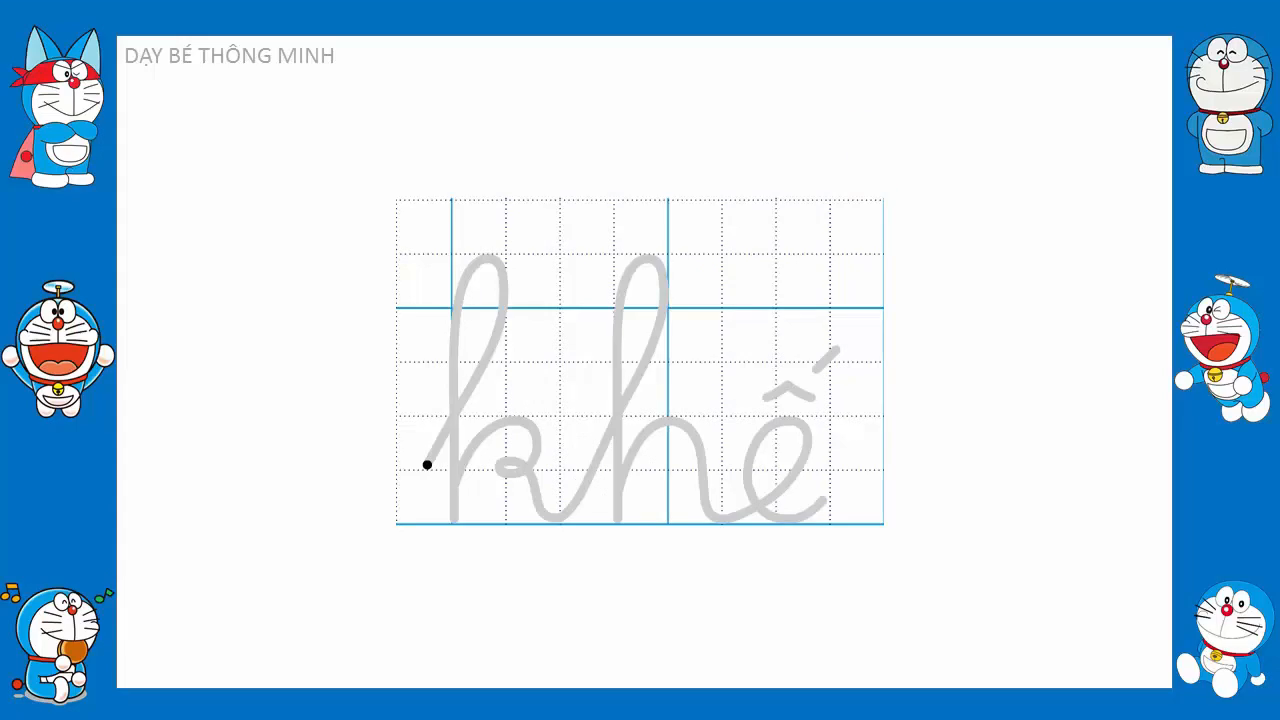 DẠY BÉ THÔNG MINH
khế